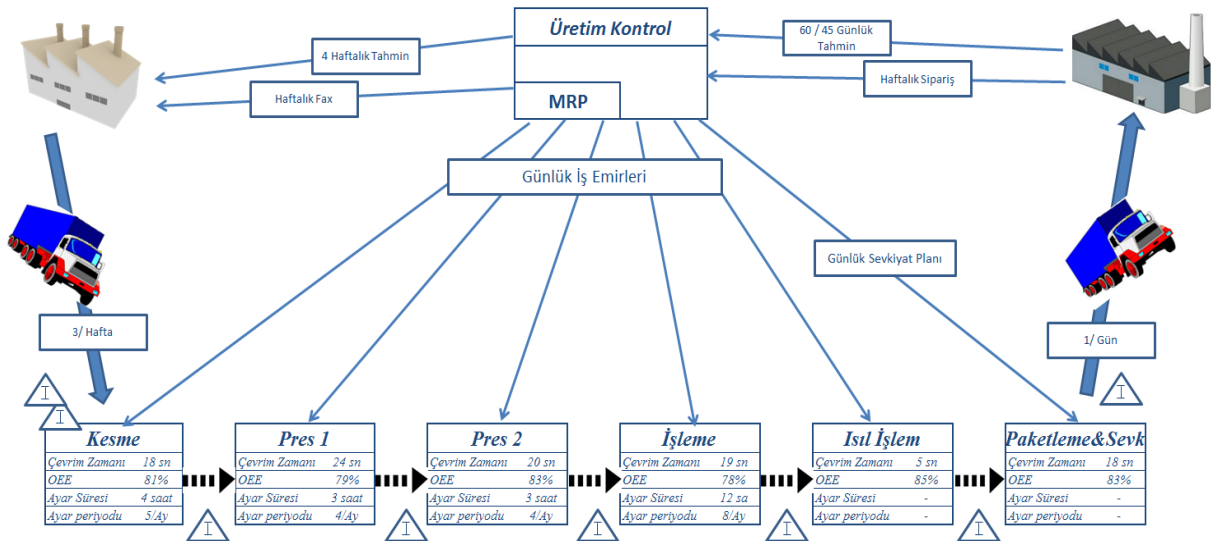 Üretim Kontrol
MRP
4 Haftalık Tahmin
Haftalık Fax
60 / 45 Günlük
Tahmin
Haftalık Sipariş
Günlük İş Emirleri
Günlük Sevkiyat Planı
3/ Hafta
1/ Gün
I
I
I
Kesme
Çevrim Zamanı 18 sn
OEE 81%
Ayar Süresi 4 saat
Ayar periyodu 5/Ay
Pres 1
Çevrim Zamanı 24 sn
OEE 79%
Ayar Süresi 3 saat
Ayar periyodu 4/Ay
Pres 2
Çevrim Zamanı 20 sn
OEE 83%
Ayar Süresi 3 saat
Ayar periyodu 4/Ay
İşleme
Çevrim Zamanı 19 sn
OEE 78%
Ayar Süresi 12 sa
Ayar periyodu 8/Ay
Isıl İşlem
Çevrim Zamanı 5 sn
OEE 85%
Ayar Süresi -
Ayar periyodu -
Paketleme&Sevk
Çevrim Zamanı 18 sn
OEE 83%
Ayar Süresi -
Ayar periyodu -
I
I
I
I
I